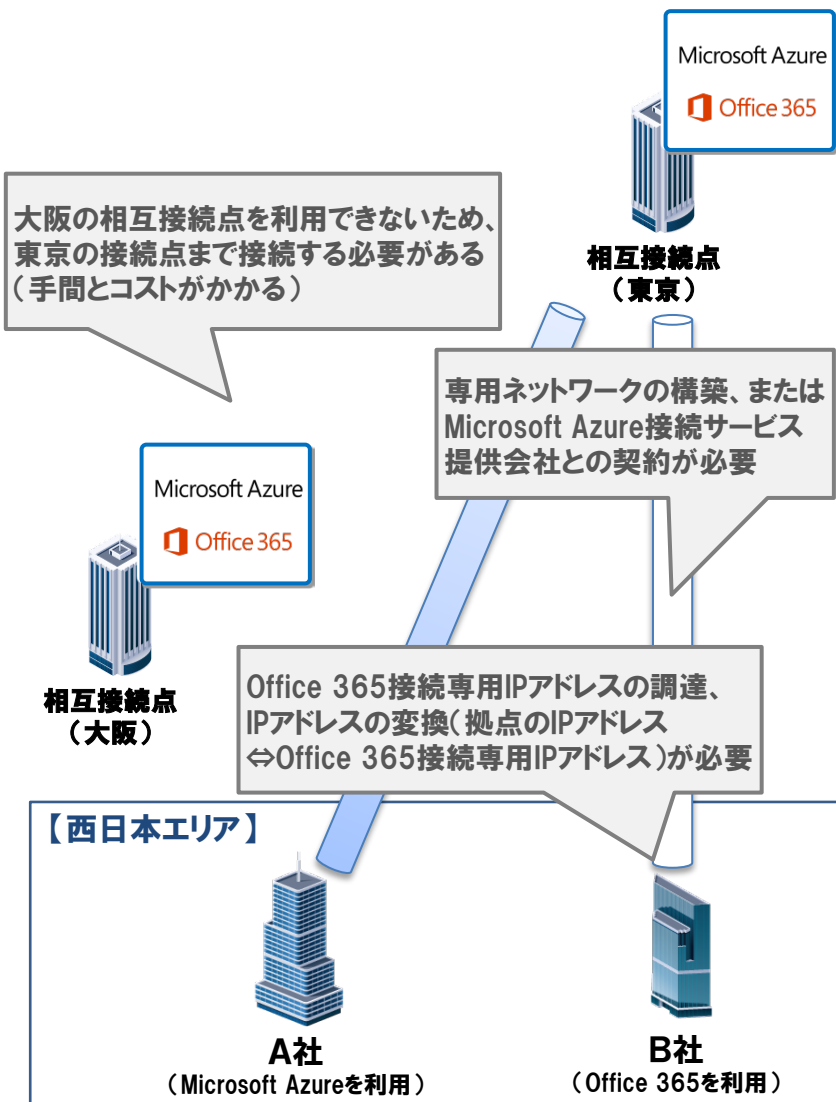 Microsoft Azure
Office 365
大阪の相互接続点を利用できないため、
東京の接続点まで接続する必要がある
（手間とコストがかかる）
相互接続点
（東京）
専用ネットワークの構築、または
Microsoft Azure接続サービス
提供会社との契約が必要
Microsoft Azure
Office 365
相互接続点
（大阪）
Office 365接続専用IPアドレスの調達、
IPアドレスの変換（拠点のIPアドレス
⇔Office 365接続専用IPアドレス）が必要
【西日本エリア】
A社
（Microsoft Azureを利用）
B社
（Office 365を利用）